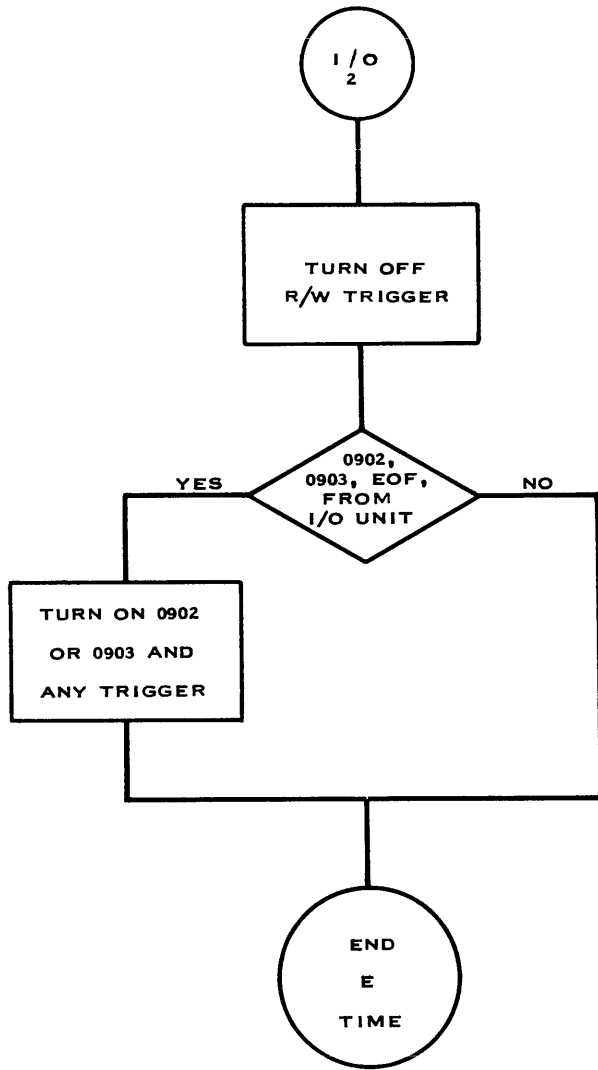 I/O
2
TURN OFF
R/W TRIGGER
0902,
0903, EOF,
FROM
I/O UNIT
YES
NO
TURN ON 0902
OR 0903 AND
ANY TRIGGER
END
E
TIME